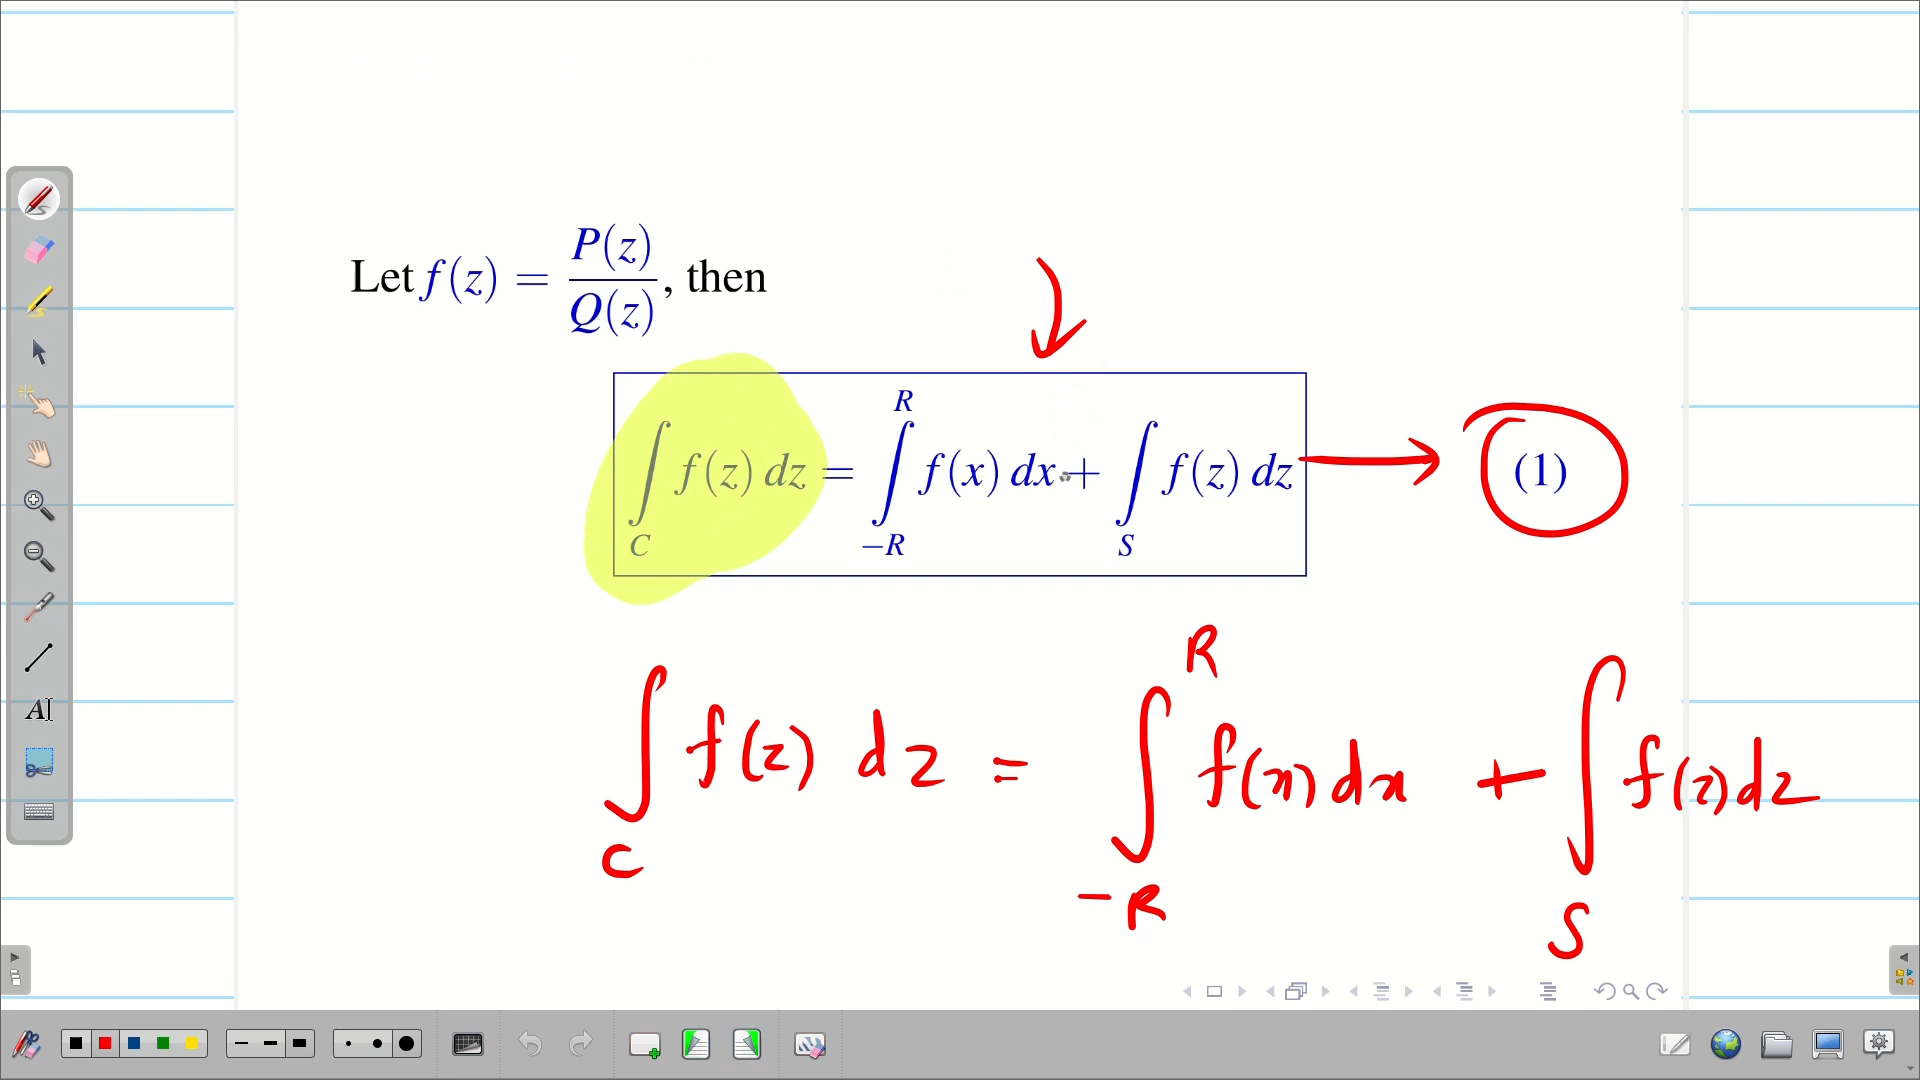 Let f(z) = P(z)/Q(z), then
∫_C f(z) dz = ∫_{−R}^{R} f(x) dx + ∫_S f(z) dz → (1)
∫_C f(z) dz = ∫_{-R}^{R} f(x) dx + ∫_S f(z) dz